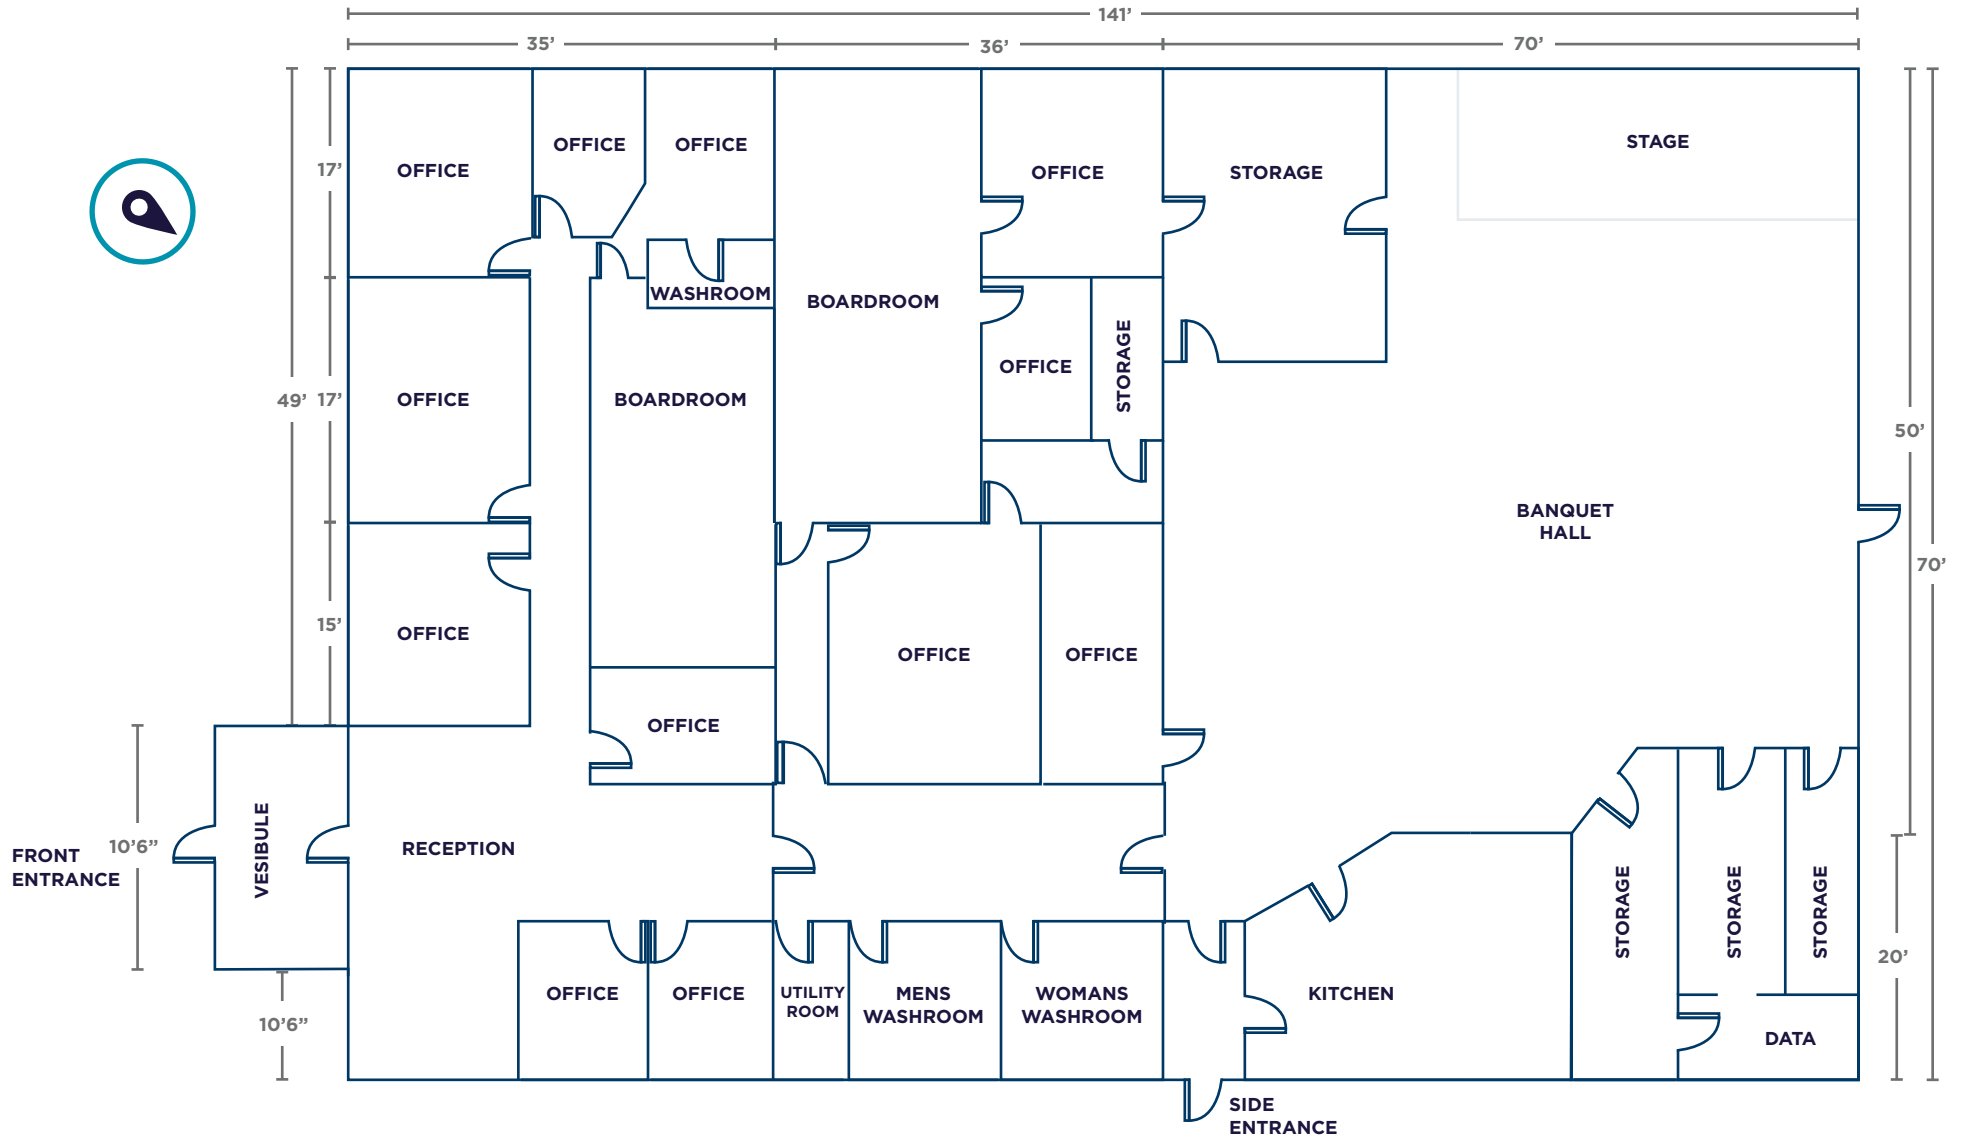 141’
35’
36’
70’
OFFICE
OFFICE
OFFICE
OFFICE
STORAGE
STAGE
17’
WASHROOM
BOARDROOM
OFFICE
STORAGE
49’
17’
OFFICE
BOARDROOM
50’
BANQUET
HALL
70’
15’
OFFICE
OFFICE
OFFICE
OFFICE
FRONT
ENTRANCE
10’6”
VESIBULE
RECEPTION
STORAGE
STORAGE
STORAGE
20’
10’6”
OFFICE
OFFICE
UTILITY
ROOM
MENS
WASHROOM
WOMANS
WASHROOM
KITCHEN
DATA
SIDE
ENTRANCE